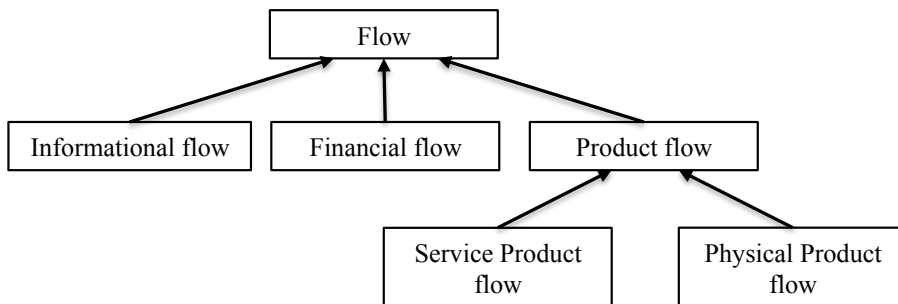 Flow
Informational flow
Financial flow
Product flow
Service Product
flow
Physical Product
flow